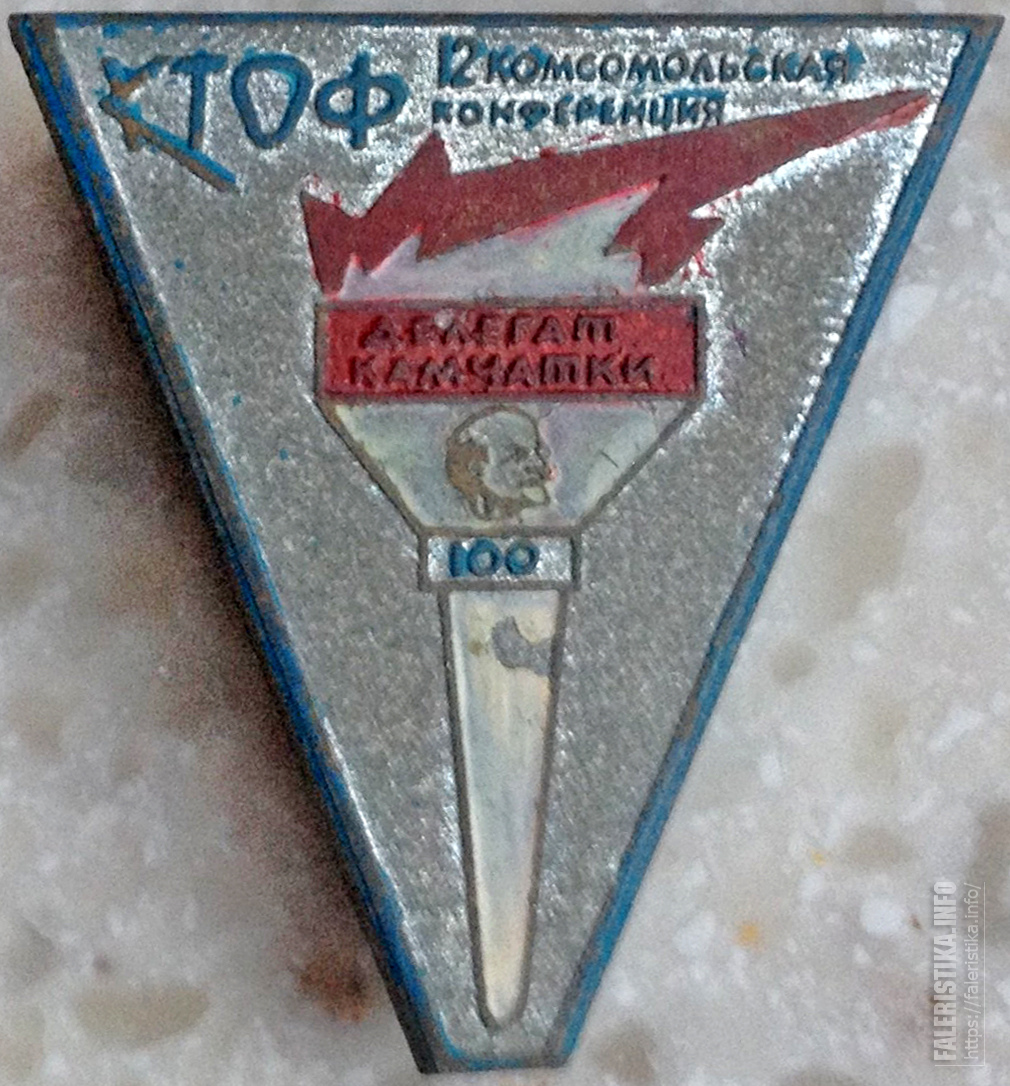 КТОФ
12 КОМСОМОЛЬСКАЯ
КОНФЕРЕНЦИЯ
ДЕЛЕГАТ
КАМЧАТКИ
100
FALERISTIKA.INFO
https://faleristika.info/